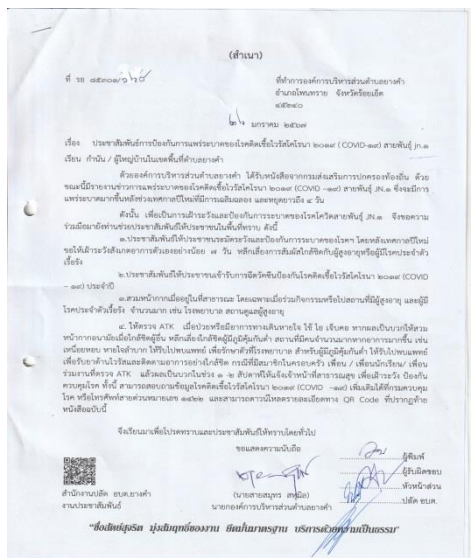 (สำเนา)
ที่ รอ ๘๕๓๐๑/
ที่ทำการองค์การบริหารส่วนตำบลยางคำ
อำเภอโพนทราย จังหวัดร้อยเอ็ด
๔๕๒๔๐
มกราคม ๒๕๖๗
เรื่อง ประชาสัมพันธ์การป้องกันการแพร่ระบาดของโรคติดเชื้อไวรัสโคโรนา ๒๐๑๙ (COVID-๑๙) สายพันธุ์ jn.๑
เรียน กำนัน / ผู้ใหญ่บ้านในเขตพื้นที่ตำบลยางคำ
ด้วยองค์การบริหารส่วนตำบลยางคำ ได้รับหนังสือจากกรมส่งเสริมการปกครองท้องถิ่น ด้วย
ขณะนี้มีรายงานข่าวการแพร่ระบาดของโรคติดเชื้อไวรัสโคโรนา ๒๐๑๙ (COVID-๑๙) สายพันธุ์ JN.๑ ซึ่งจะมีการ
แพร่ระบาดมากขึ้นหลังช่วงเทศกาลปีใหม่ที่มีการเฉลิมฉลอง และหยุดยาวถึง ๔ วัน
ดังนั้น เพื่อเป็นการเฝ้าระวังและป้องกันการระบาดของโรคโควิดสายพันธุ์ JN.๑ จึงขอความ
ร่วมมือมายังท่านช่วยประชาสัมพันธ์ให้ประชาชนในพื้นที่ทราบ ดังนี้
๑.ประชาสัมพันธ์ให้ประชาชนระมัดระวังและป้องกันการระบาดของโรคฯ โดยหลังเทศกาลปีใหม่
ขอให้เฝ้าระวังสังเกตอาการตัวเองอย่างน้อย ๗ วัน หลีกเลี่ยงการสัมผัสใกล้ชิดกับผู้สูงอายุหรือผู้มีโรคประจำตัว
เรื้อรัง
๒.ประชาสัมพันธ์ให้ประชาชนเข้ารับการฉีดวัคซีนป้องกันโรคติดเชื้อไวรัสโคโรนา ๒๐๑๙ (COVID
– ๑๙) ประจำปี
๓.สวมหน้ากากเมื่ออยู่ในที่สาธารณะ โดยเฉพาะเมื่อร่วมกิจกรรมหรือไปสถานที่มีผู้สูงอายุ และผู้มี
โรคประจำตัวเรื้อรัง จำนวนมาก เช่น โรงพยาบาล สถานดูแลผู้สูงอายุ
๔. ให้ตรวจ ATK เมื่อป่วยหรือมีอาการทางเดินหายใจ ไข้ ไอ เจ็บคอ หากผลเป็นบวกให้สวม
หน้ากากอนามัยเมื่อใกล้ชิดผู้อื่น หลีกเลี่ยงใกล้ชิดผู้มีภูมิคุ้มกันต่ำ สถานที่มีคนจำนวนมากหากอาการมากขึ้น เช่น
เหนื่อยหอบ หายใจลำบาก ให้รีบไปพบแพทย์ เพื่อรักษาตัวที่โรงพยาบาล สำหรับผู้มีภูมิคุ้มกันต่ำ ให้รีบไปพบแพทย์
เพื่อรับยาต้านไวรัสและติดตามอาการอย่างใกล้ชิด กรณีที่มีสมาชิกในครอบครัว เพื่อน / เพื่อนนักเรียน/ เพื่อน
ร่วมงานที่ตรวจ ATK แล้วผลเป็นบวกในช่วง ๑ -๒ สัปดาห์ให้แจ้งเจ้าหน้าที่สาธารณสุข เพื่อเฝ้าระวัง ป้องกัน
ควบคุมโรค ทั้งนี้ สามารถสอบถามข้อมูลโรคติดเชื้อไวรัสโคโรนา ๒๐๑๙ (COVID –๑๙) เพิ่มเติมได้ที่กรมควบคุม
โรค หรือโทรศัพท์สายด่วนหมายเลข ๑๔๒๒ และสามารถดาวน์โหลดรายละเอียดทาง QR Code ที่ปรากฏท้าย
หนังสือฉบับนี้
จึงเรียนมาเพื่อโปรดทราบและประชาสัมพันธ์ให้ทราบโดยทั่วไป
ขอแสดงความนับถือ
ผู้พิมพ์
ผู้รับผิดชอบ
หัวหน้าส่วน
ปลัด อบต.
(นายสายสมุทร
นายกองค์การบริหารส่วนตำบลยางคำ
สำนักงานปลัด อบต.ยางคำ
งานประชาสัมพันธ์
"ซื่อสัตย์สุจริต มุ่งสัมฤทธิ์ของงาน ยึดมั่นมาตรฐาน บริการด้วยความเป็นธรรม"